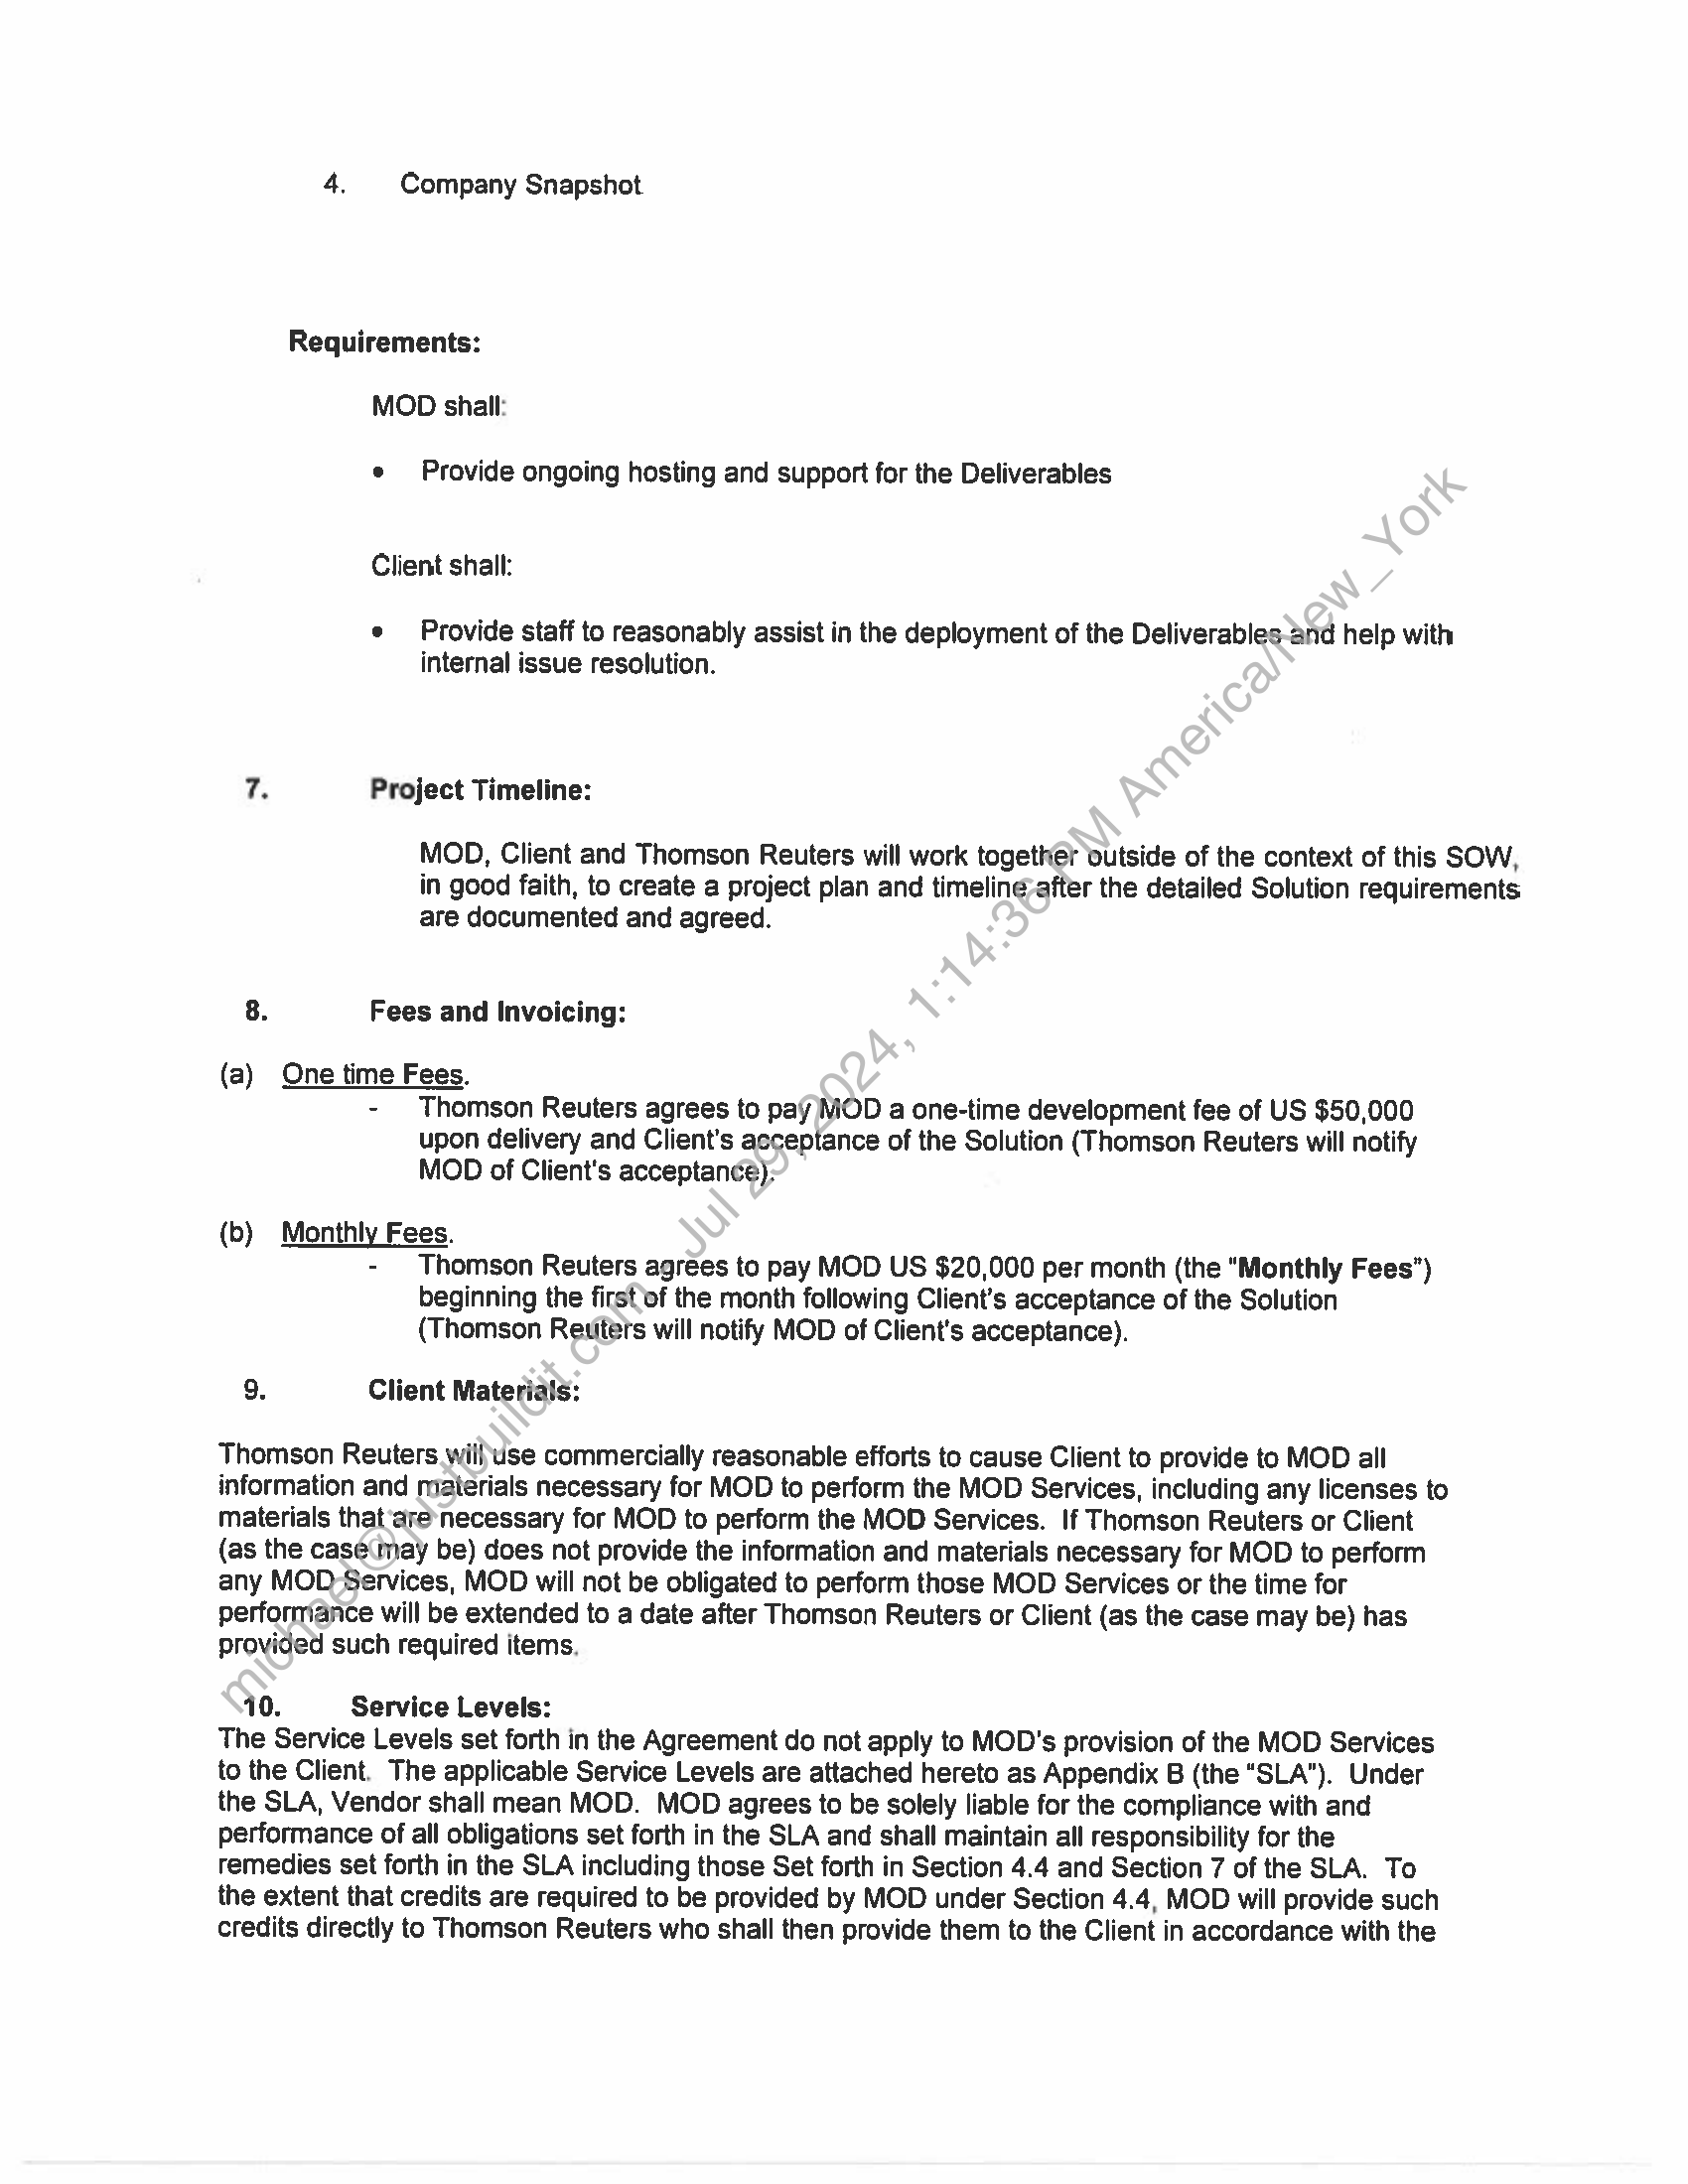 4. Company Snapshot
Requirements:
MOD shall:
• Provide ongoing hosting and support for the Deliverables
Client shall:
• Provide staff to reasonably assist in the deployment of the Deliverables and help with
internal issue resolution.
7. Project Timeline:
MOD, Client and Thomson Reuters will work together outside of the context of this SOW,
in good faith, to create a project plan and timeline after the detailed Solution requirements
are documented and agreed.
8. Fees and Invoicing:
(a) One time Fees.
- Thomson Reuters agrees to pay MOD a one-time development fee of US $50,000
upon delivery and Client's acceptance of the Solution (Thomson Reuters will notify
MOD of Client's acceptance).
(b) Monthly Fees.
- Thomson Reuters agrees to pay MOD US $20,000 per month (the "Monthly Fees")
beginning the first of the month following Client's acceptance of the Solution
(Thomson Reuters will notify MOD of Client's acceptance).
9. Client Materials:
Thomson Reuters will use commercially reasonable efforts to cause Client to provide to MOD all
information and materials necessary for MOD to perform the MOD Services, including any licenses to
materials that are necessary for MOD to perform the MOD Services. If Thomson Reuters or Client
(as the case may be) does not provide the information and materials necessary for MOD to perform
any MOD Services, MOD will not be obligated to perform those MOD Services or the time for
performance will be extended to a date after Thomson Reuters or Client (as the case may be) has
provided such required items.
10. Service Levels:
The Service Levels set forth in the Agreement do not apply to MOD's provision of the MOD Services
to the Client. The applicable Service Levels are attached hereto as Appendix B (the "SLA"). Under
the SLA, Vendor shall mean MOD. MOD agrees to be solely liable for the compliance with and
performance of all obligations set forth in the SLA and shall maintain all responsibility for the
remedies set forth in the SLA including those Set forth in Section 4.4 and Section 7 of the SLA. To
the extent that credits are required to be provided by MOD under Section 4.4, MOD will provide such
credits directly to Thomson Reuters who shall then provide them to the Client in accordance with the
michael@justbuildit.com - Jul 29, 2024, 1:14:36 PM America/New_York